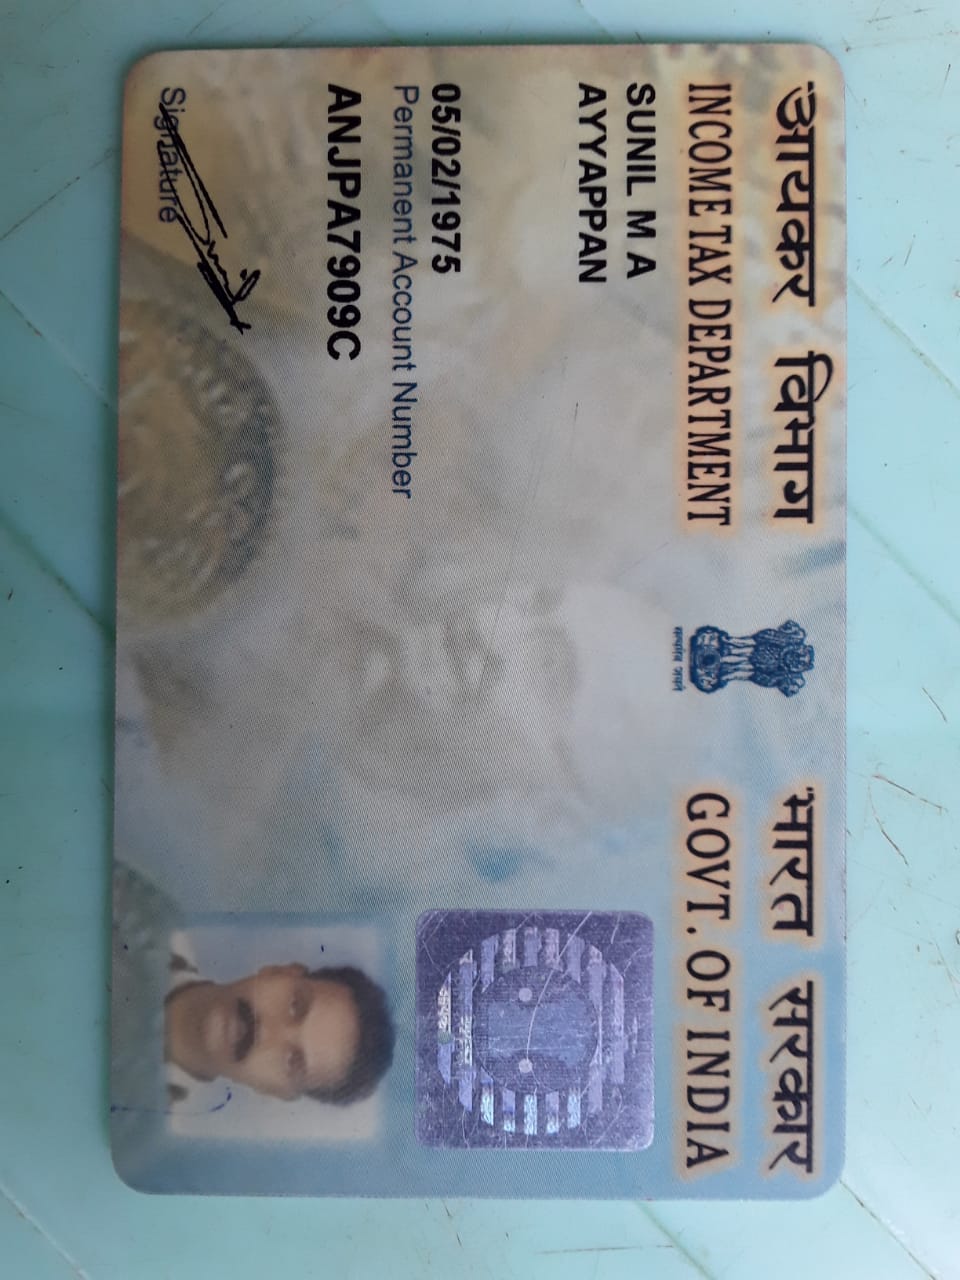 आयकर विभाग
INCOME TAX DEPARTMENT
भारत सरकार
GOVT. OF INDIA
सत्यमेव जयते
SUNIL M A
AYYAPPAN
05/02/1975
Permanent Account Number
ANJPA7909C
Signature